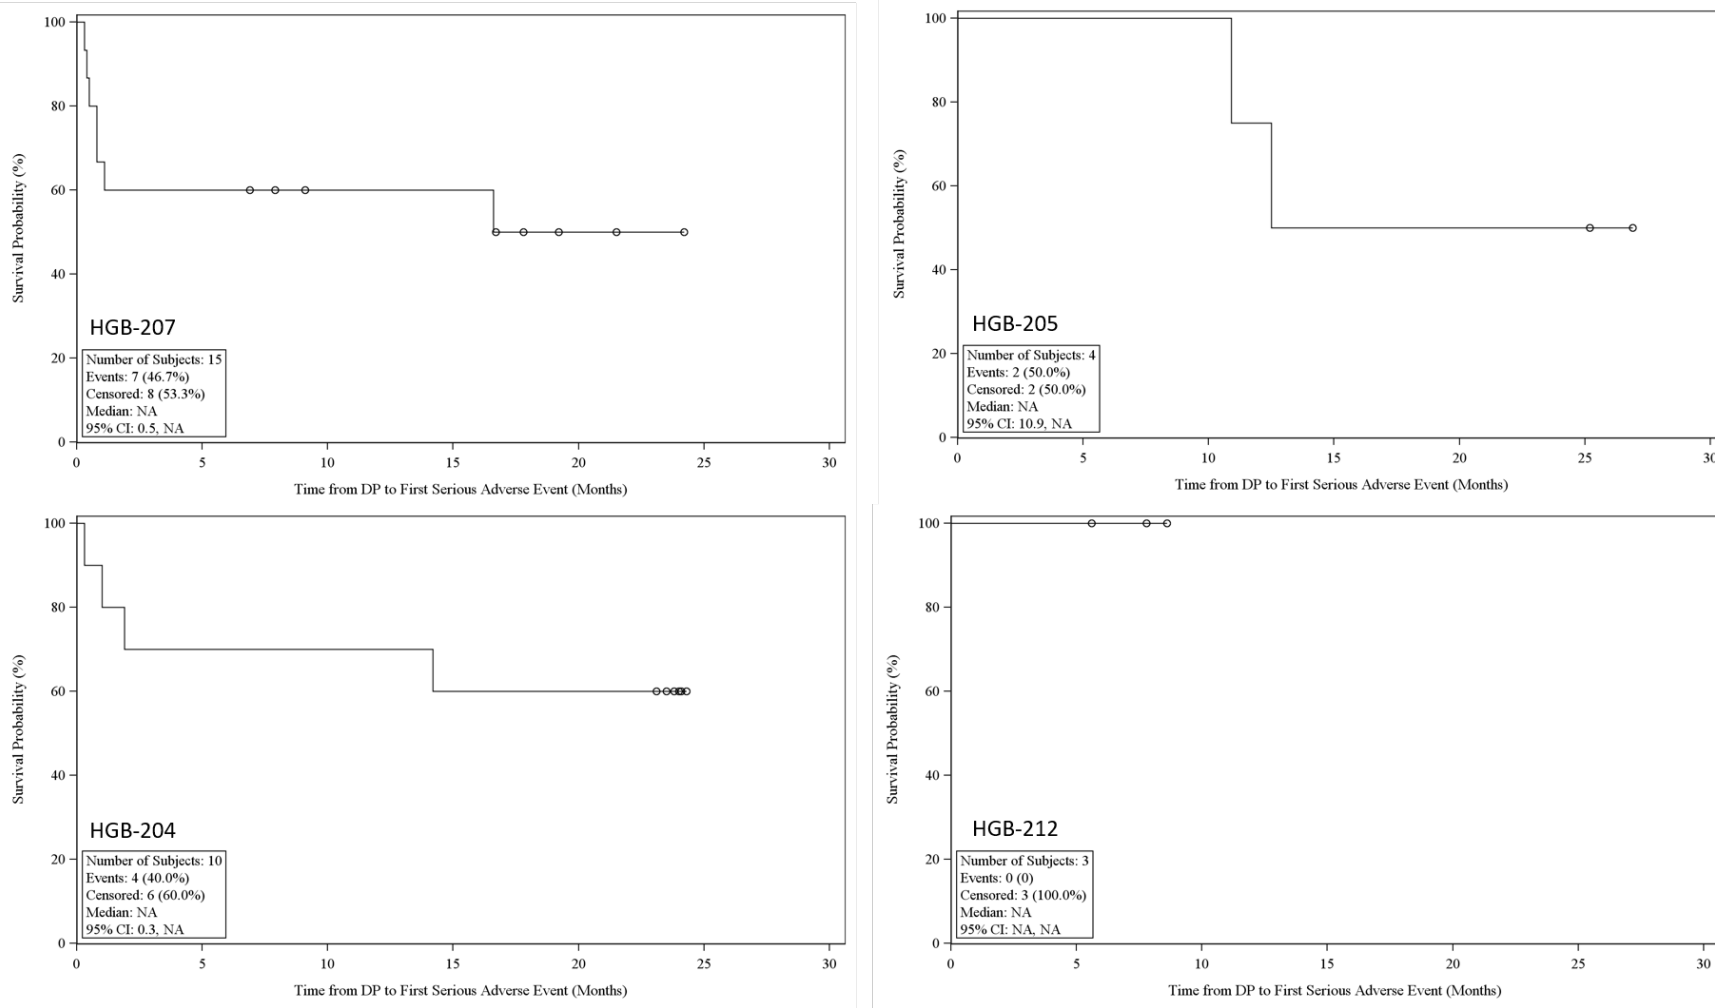 100
80
60
40
20
0
Survival Probability (%)
HGB-207
Number of Subjects: 15
Events: 7 (46.7%)
Censored: 8 (53.3%)
Median: NA
95% CI: 0.5, NA
0 5 10 15 20 25 30
Time from DP to First Serious Adverse Event (Months)
100
80
60
40
20
0
Survival Probability (%)
HGB-205
Number of Subjects: 4
Events: 2 (50.0%)
Censored: 2 (50.0%)
Median: NA
95% CI: 10.9, NA
0 5 10 15 20 25 30
Time from DP to First Serious Adverse Event (Months)
100
80
60
40
20
0
Survival Probability (%)
HGB-204
Number of Subjects: 10
Events: 4 (40.0%)
Censored: 6 (60.0%)
Median: NA
95% CI: 0.3, NA
0 5 10 15 20 25 30
Time from DP to First Serious Adverse Event (Months)
100
80
60
40
20
0
Survival Probability (%)
HGB-212
Number of Subjects: 3
Events: 0 (0)
Censored: 3 (100.0%)
Median: NA
95% CI: NA, NA
0 5 10 15 20 25 30
Time from DP to First Serious Adverse Event (Months)